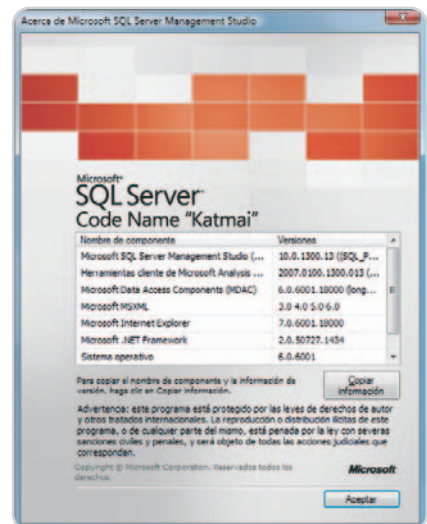 Acerca de Microsoft SQL Server Management Studio
Microsoft®
SQL Server™
Code Name "Katmai"
Nombre de componente Versiones
Microsoft SQL Server Management Studio (... 10.0.1300.13 ((SQL_P...
Herramientas cliente de Microsoft Analysis ... 2007.0100.1300.013 (...
Microsoft Data Access Components (MDAC) 6.0.6001.18000 (long...
Microsoft MSXML 3.0 4.0 5.0 6.0
Microsoft Internet Explorer 7.0.6001.18000
Microsoft .NET Framework 2.0.50727.1434
Sistema operativo 6.0.6001
Para copiar el nombre de componente y la información de
versión, haga clic en Copiar información.
Copiar
información
Advertencia: este programa está protegido por las leyes de derechos de autor
y otros tratados internacionales. La reproducción o distribución ilícitas de este
programa, o de cualquier parte del mismo, está penada por la ley con severas
sanciones civiles y penales, y será objeto de todas las acciones judiciales que
correspondan.
Copyright © Microsoft Corporation. Reservados todos los
derechos.
Microsoft
Aceptar